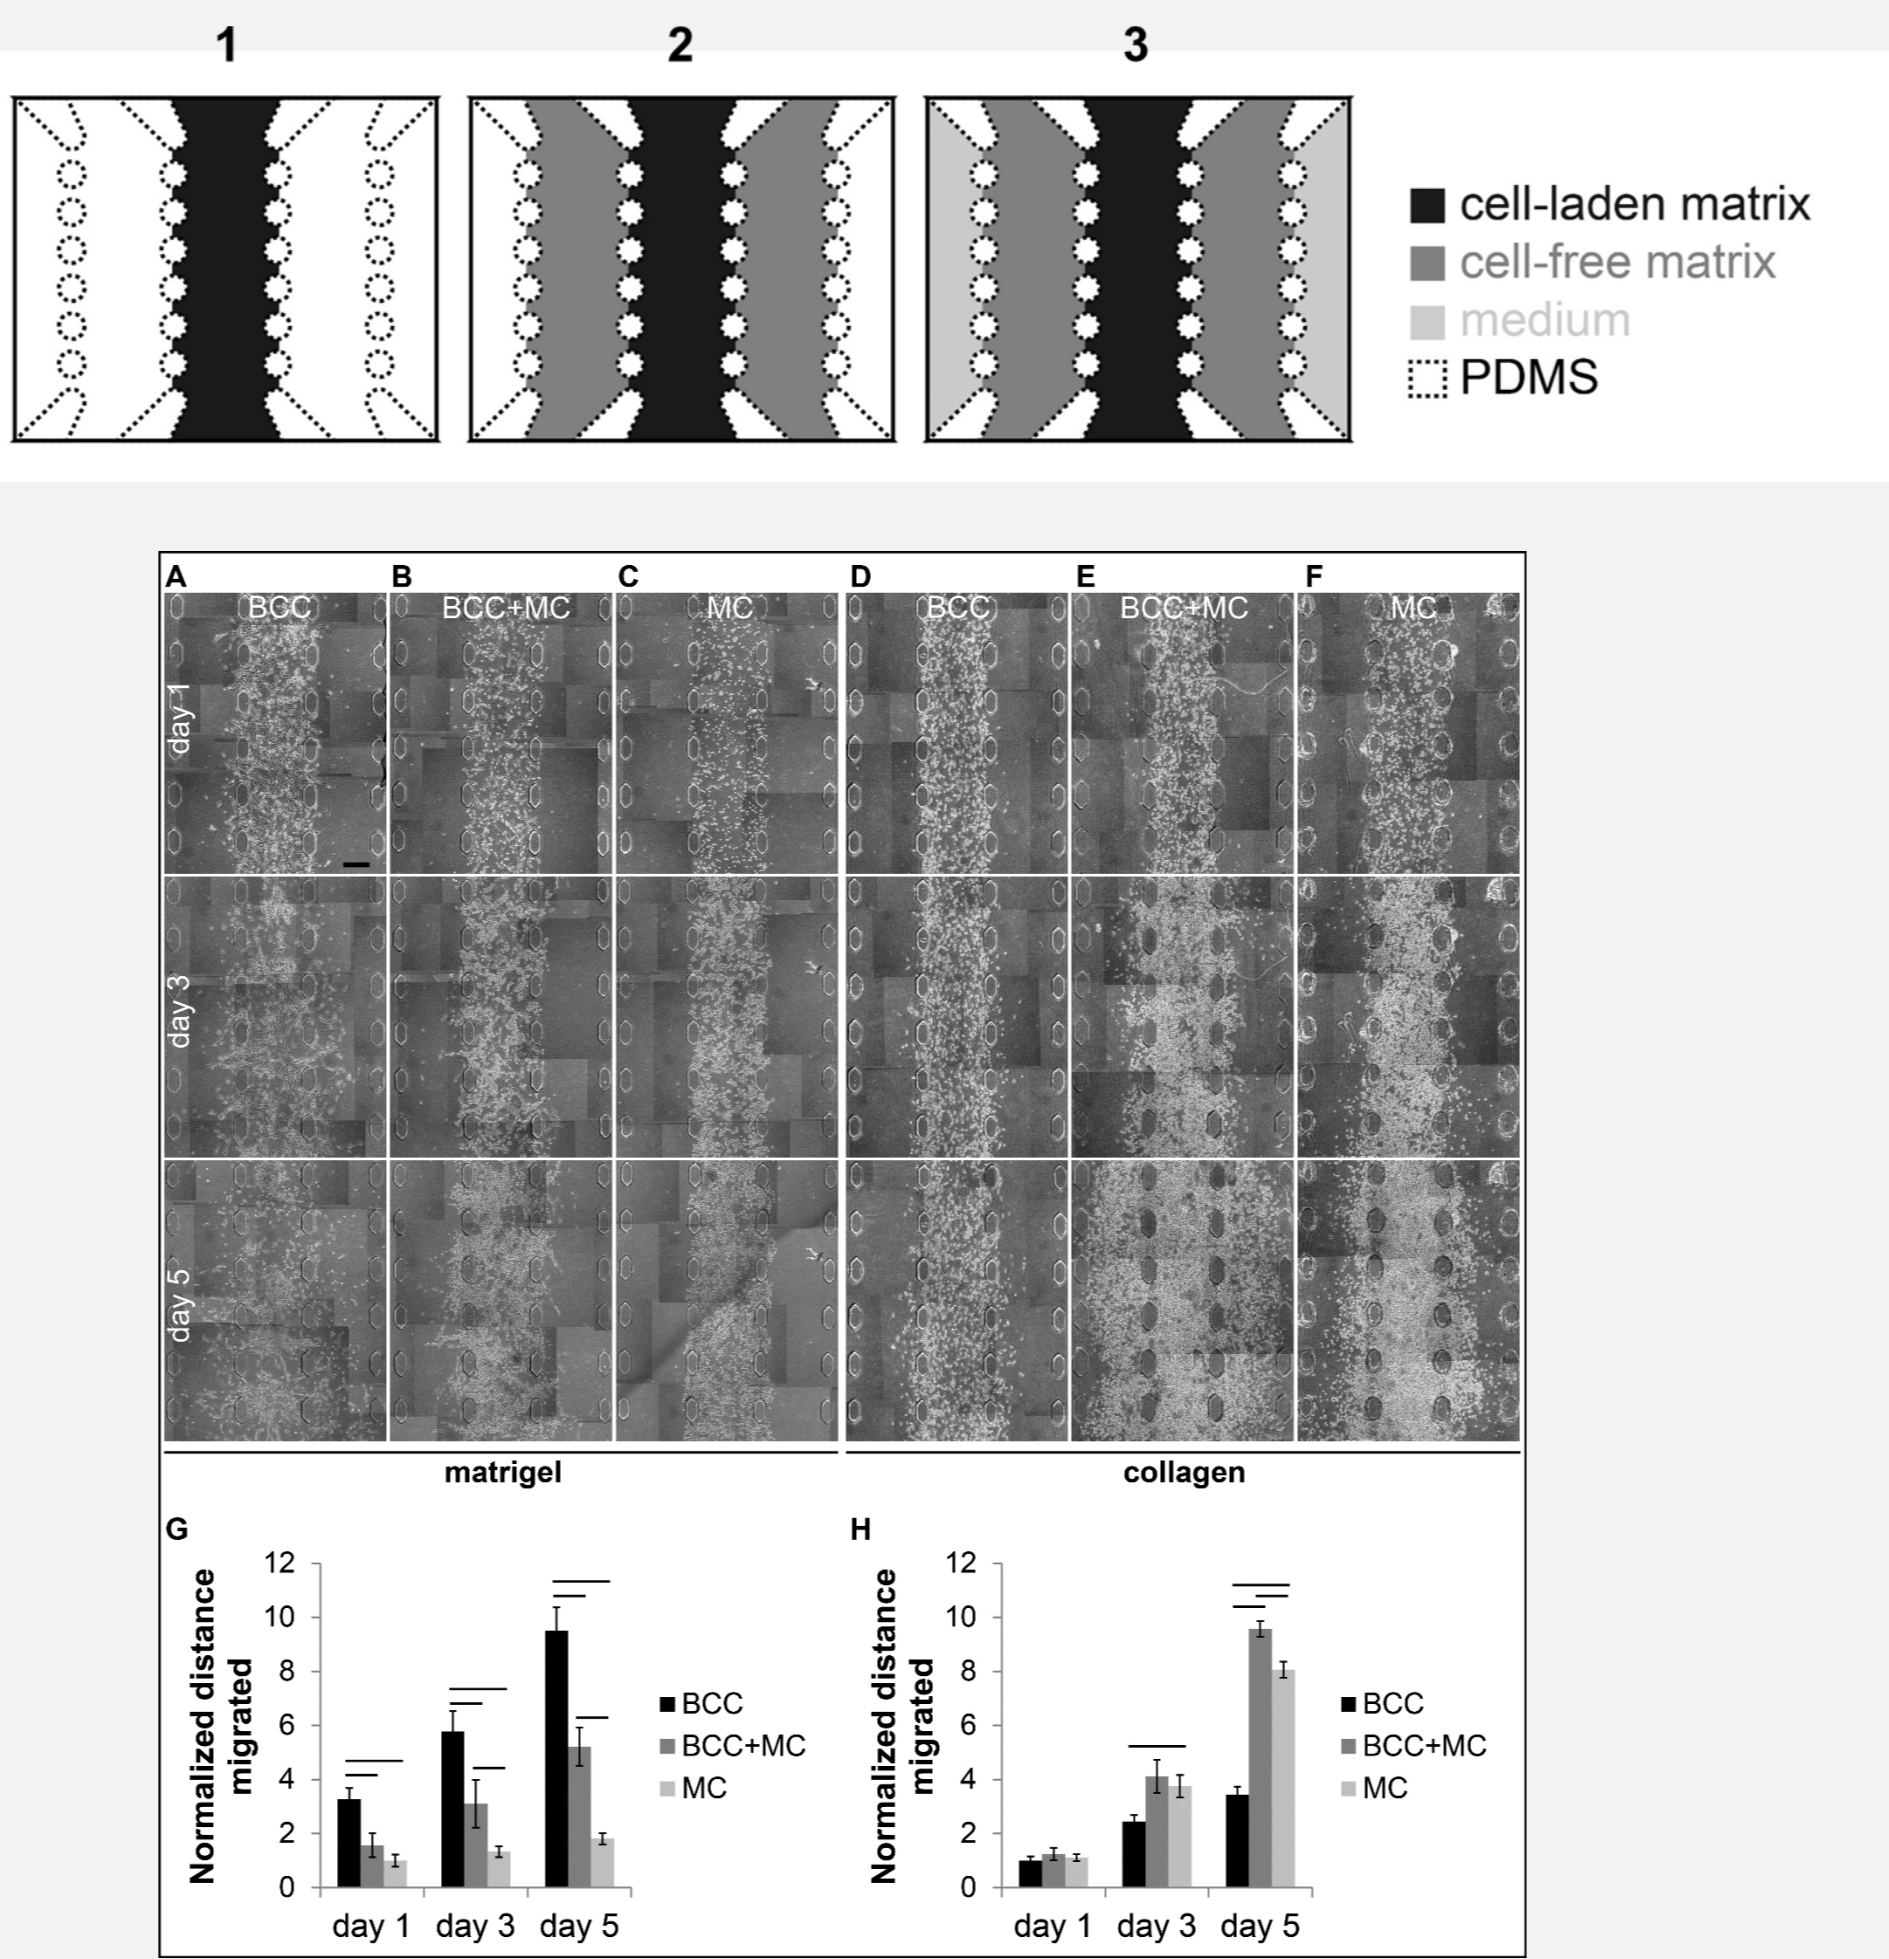 1 2 3
cell-laden matrix
cell-free matrix
medium
PDMS
A B C D E F
BCC BCC+MC MC BCC BCC+MC MC
day 1
day 3
day 5
matrigel collagen
G
Normalized distance
migrated
12
10
8
6
4
2
0
day 1 day 3 day 5
BCC
BCC+MC
MC
H
Normalized distance
migrated
12
10
8
6
4
2
0
day 1 day 3 day 5
BCC
BCC+MC
MC